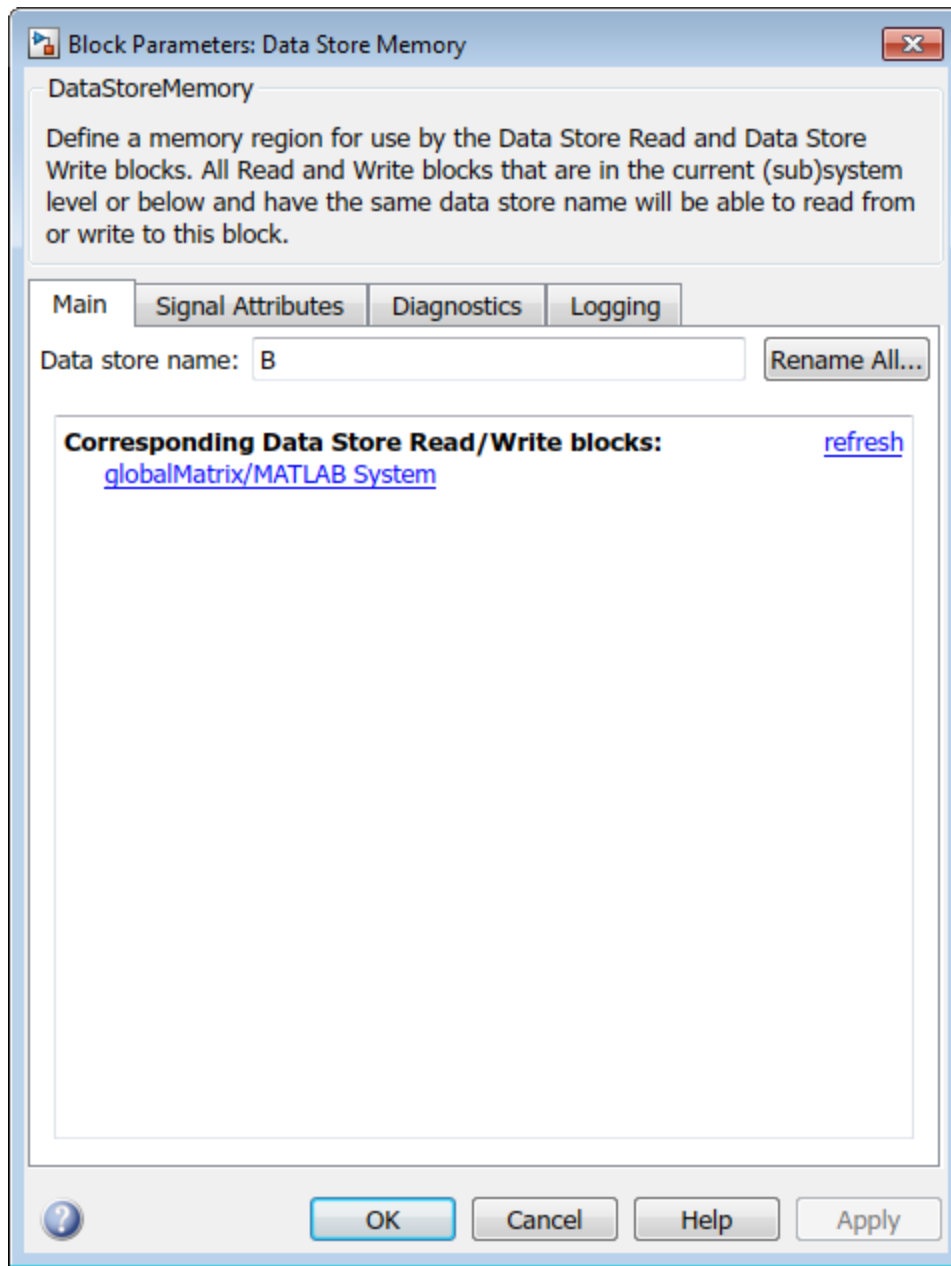 Block Parameters: Data Store Memory
DataStoreMemory
Define a memory region for use by the Data Store Read and Data Store
Write blocks. All Read and Write blocks that are in the current (sub)system
level or below and have the same data store name will be able to read from
or write to this block.
Main Signal Attributes Diagnostics Logging
Data store name: B Rename All...
Corresponding Data Store Read/Write blocks: refresh
globalMatrix/MATLAB System
OK Cancel Help Apply